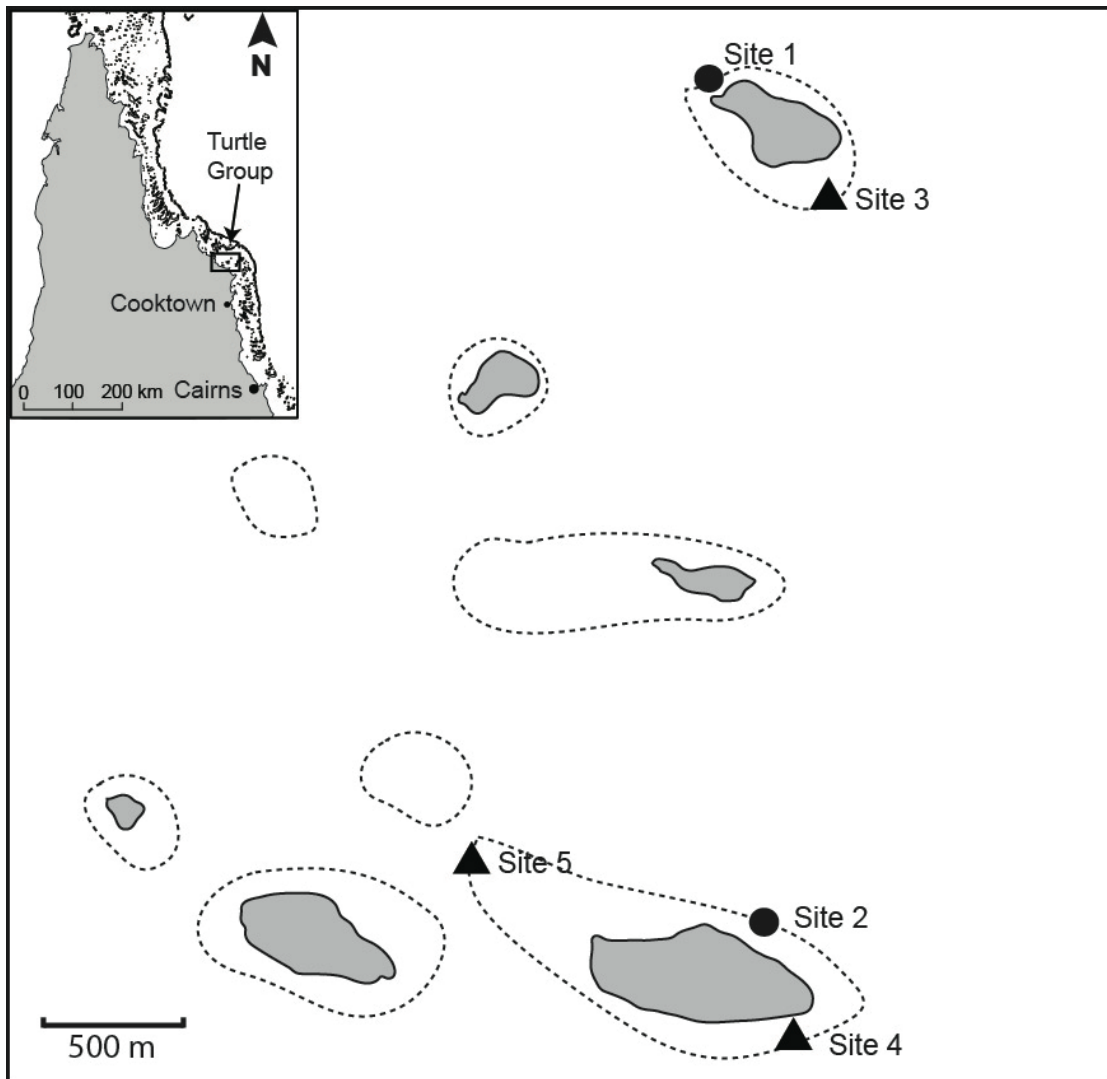 N
Turtle
Group
Cooktown
Cairns
0 100 200 km
Site 1
Site 3
Site 5
Site 2
Site 4
500 m